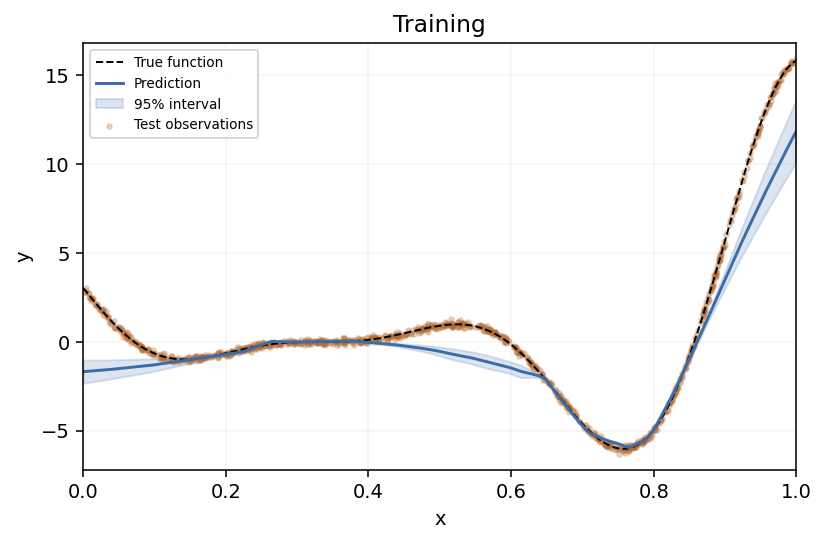 Training
True function
Prediction
95% interval
Test observations
15
10
5
0
−5
y
0.0 0.2 0.4 0.6 0.8 1.0
x